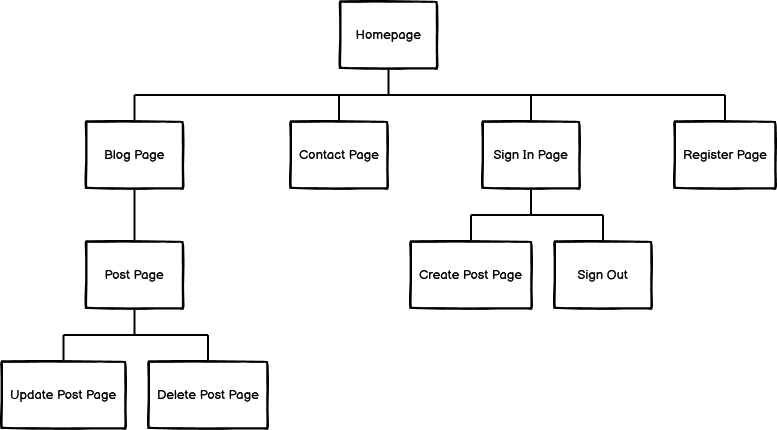 Homepage
Blog Page
Contact Page
Sign In Page
Register Page
Post Page
Create Post Page
Sign Out
Update Post Page
Delete Post Page